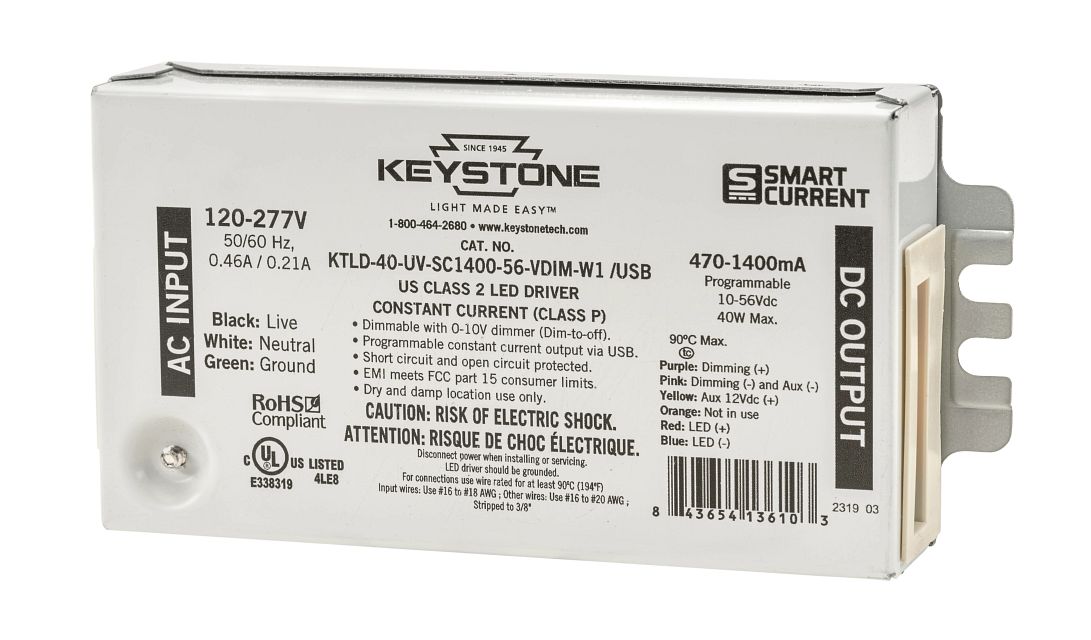 SINCE 1945
KEYSTONE
LIGHT MADE EASY™
1-800-464-2680 • www.keystonetech.com
CAT. NO.
KTLD-40-UV-SC1400-56-VDIM-W1 /USB
US CLASS 2 LED DRIVER
CONSTANT CURRENT (CLASS P)
• Dimmable with 0-10V dimmer (Dim-to-off).
• Programmable constant current output via USB.
• Short circuit and open circuit protected.
• EMI meets FCC part 15 consumer limits.
• Dry and damp location use only.
CAUTION: RISK OF ELECTRIC SHOCK.
ATTENTION: RISQUE DE CHOC ÉLECTRIQUE.
Disconnect power when installing or servicing.
LED driver should be grounded.
For connections use wire rated for at least 90ºC (194ºF)
Input wires: Use #16 to #18 AWG ; Other wires: Use #16 to #20 AWG ;
Stripped to 3/8"
AC INPUT
120-277V
50/60 Hz,
0.46A / 0.21A
Black: Live
White: Neutral
Green: Ground
RoHS
Compliant
C UL US LISTED
E338319 4LE8
S SMART
CURRENT
470-1400mA
Programmable
10-56Vdc
40W Max.
90ºC Max.
tc
Purple: Dimming (+)
Pink: Dimming (-) and Aux (-)
Yellow: Aux 12Vdc (+)
Orange: Not in use
Red: LED (+)
Blue: LED (-)
DC OUTPUT
8 43654 13610 3
2319 03